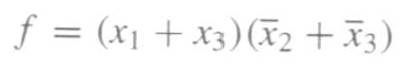 f = (x₁ + x₃)(x̄₂ + x̄₃)